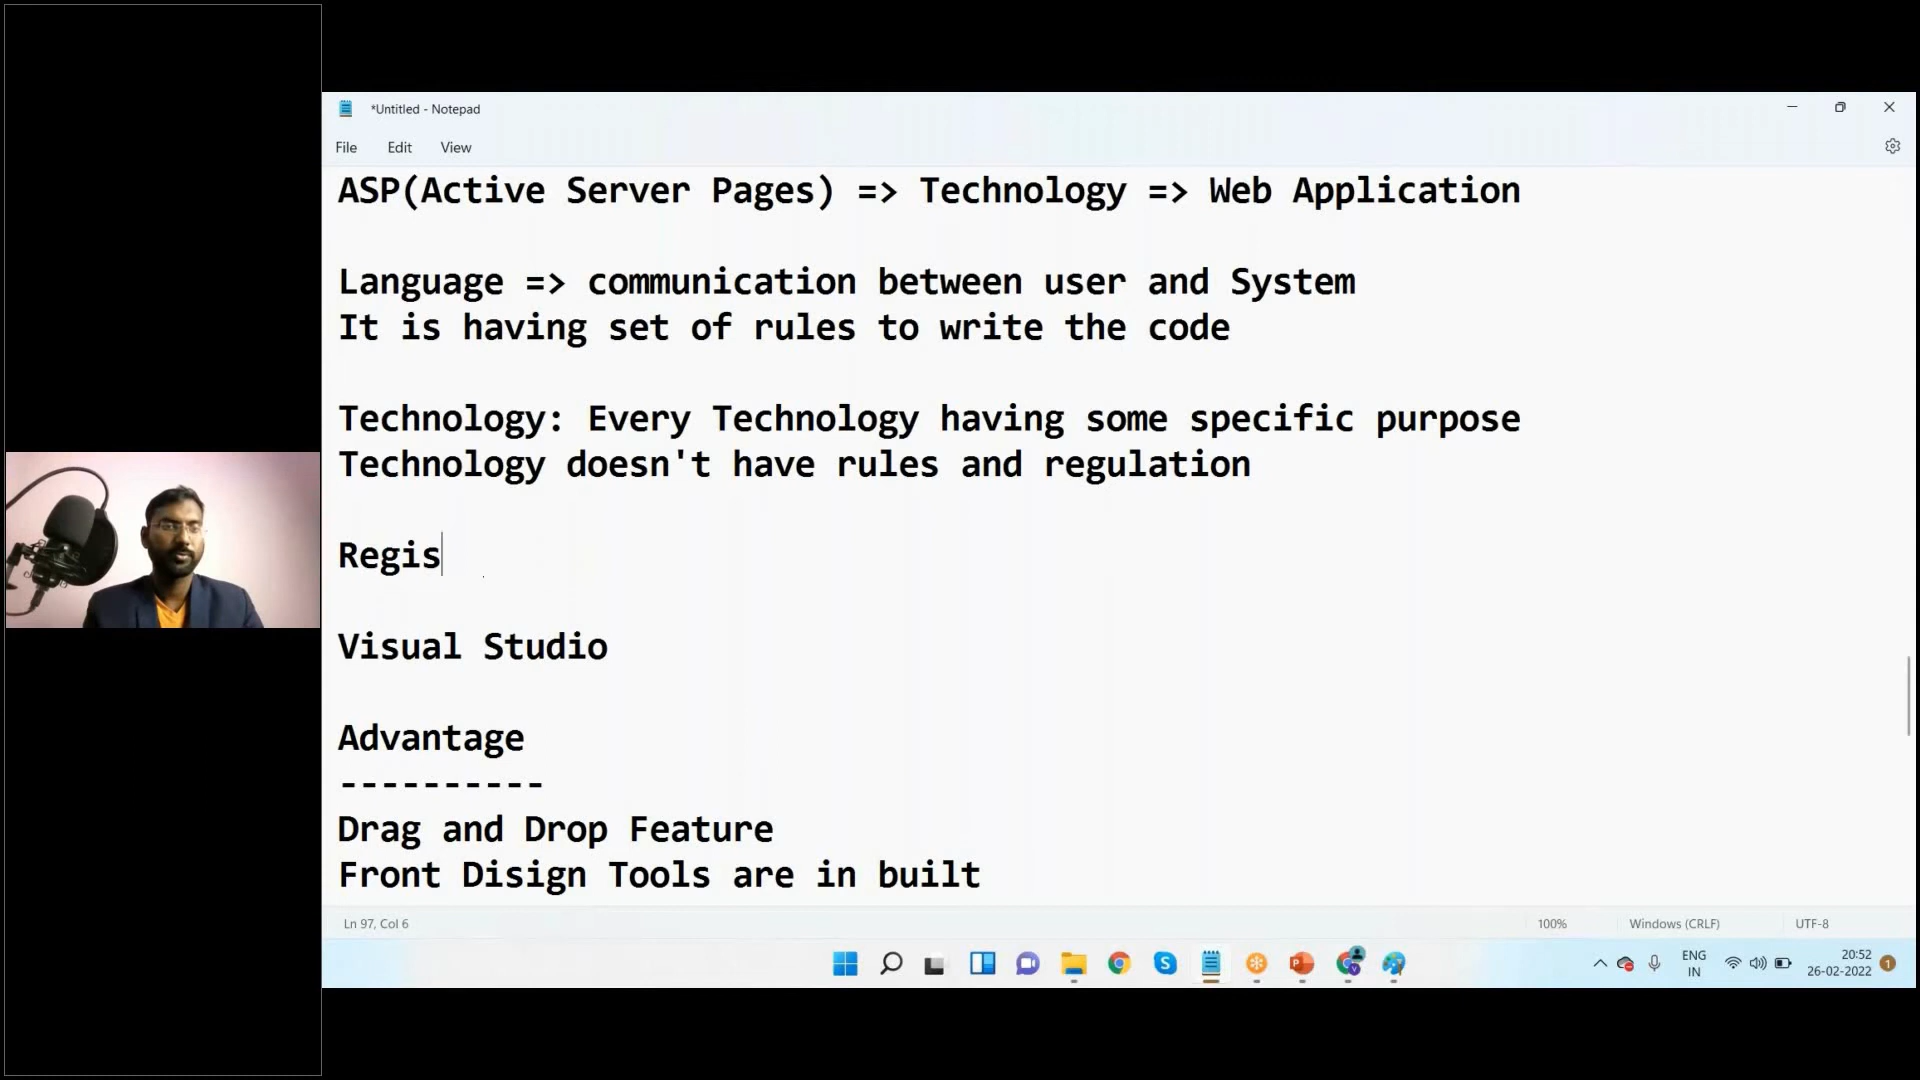 *Untitled - Notepad
File Edit View
ASP(Active Server Pages) => Technology => Web Application
Language => communication between user and System
It is having set of rules to write the code
Technology: Every Technology having some specific purpose
Technology doesn't have rules and regulation
Regis
Visual Studio
Advantage
----------
Drag and Drop Feature
Front Disign Tools are in built
Ln 97, Col 6 100% Windows (CRLF) UTF-8
ENG 20:52
IN 26-02-2022 1